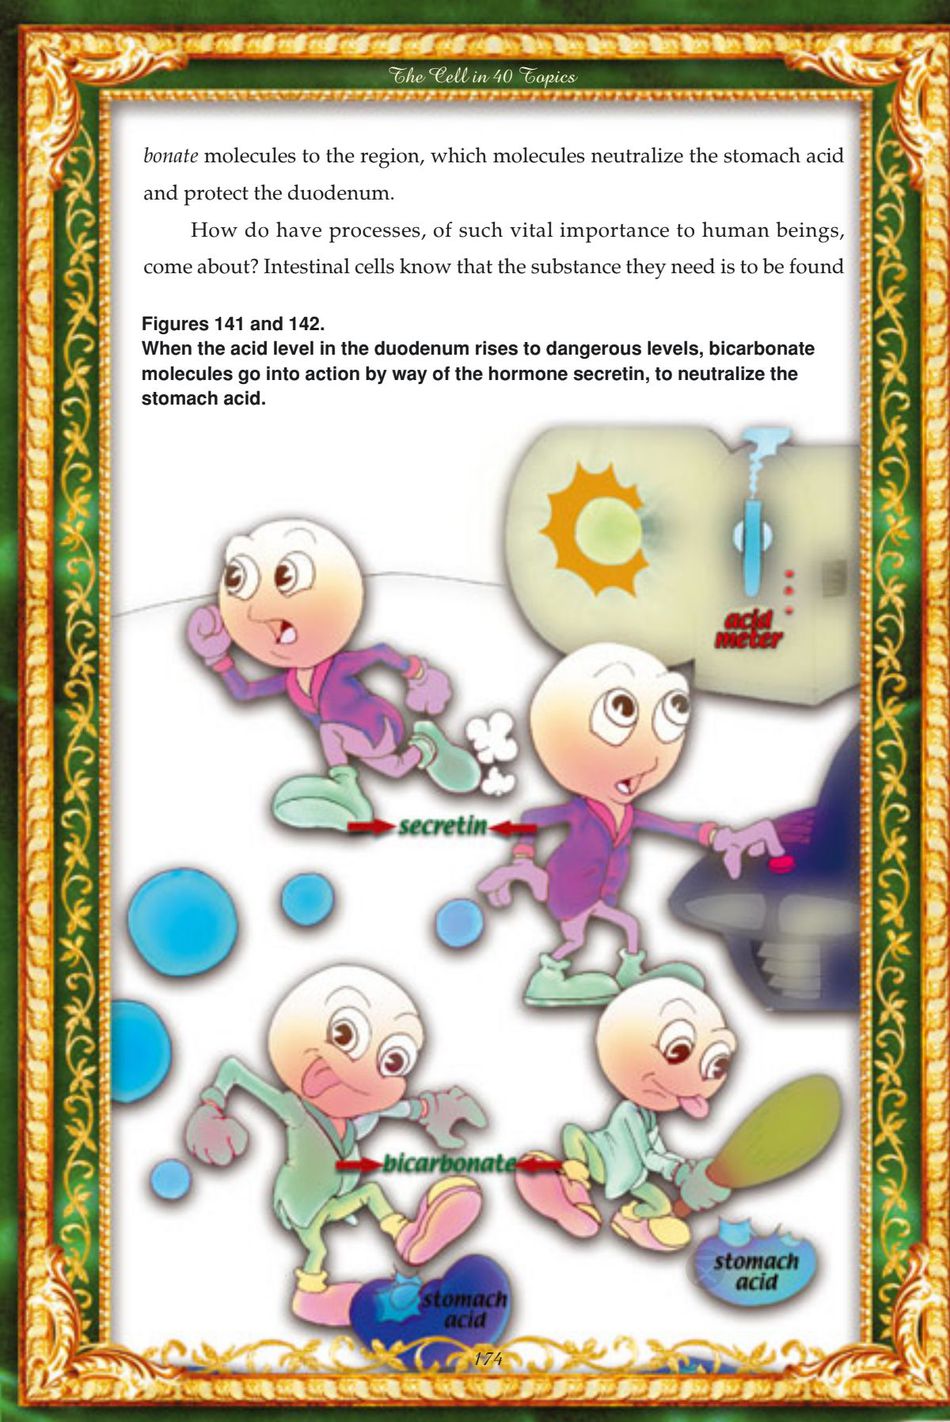 The Cell in 40 Topics
bonate molecules to the region, which molecules neutralize the stomach acid
and protect the duodenum.
How do have processes, of such vital importance to human beings,
come about? Intestinal cells know that the substance they need is to be found
Figures 141 and 142.
When the acid level in the duodenum rises to dangerous levels, bicarbonate
molecules go into action by way of the hormone secretin, to neutralize the
stomach acid.
acid
meter
secretin
bicarbonate
stomach
acid
stomach
acid
174